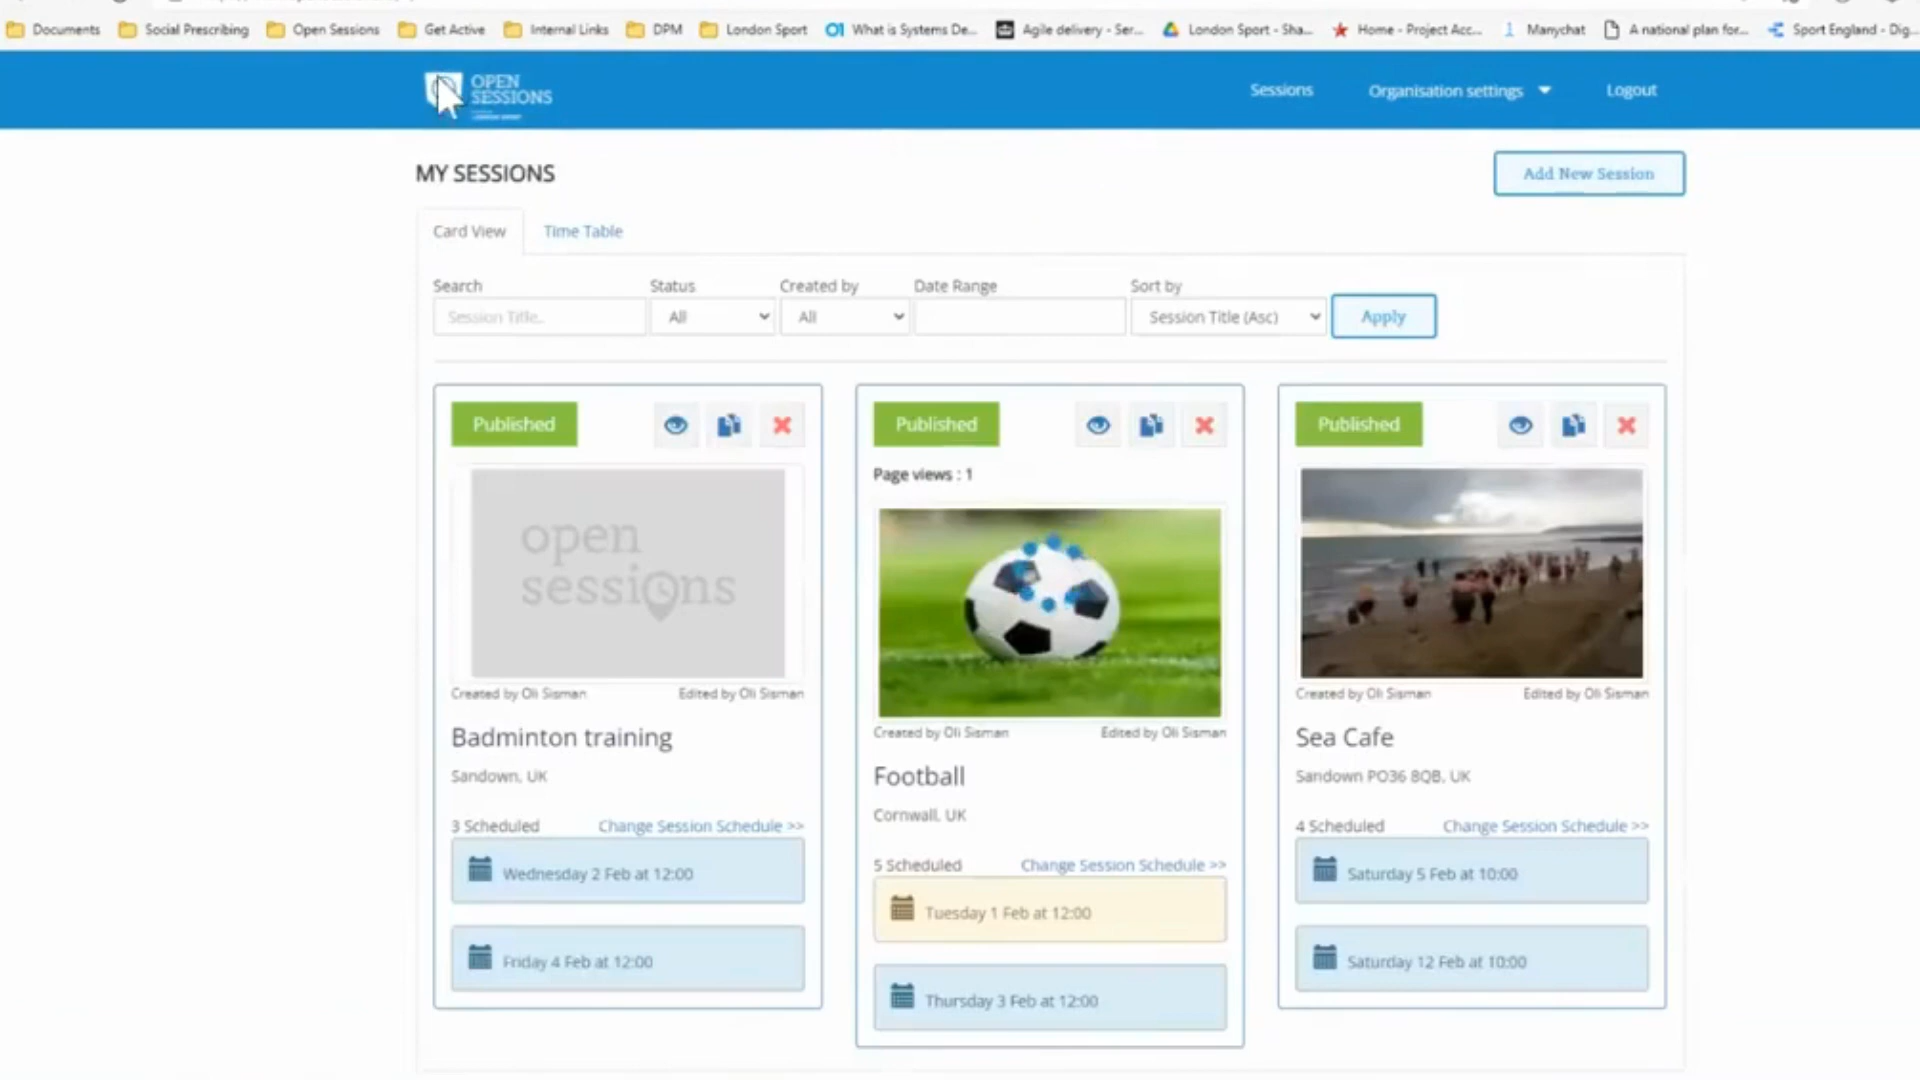 Documents Social Prescribing Open Sessions Get Active Internal Links DPM London Sport What is Systems De... Agile delivery - Ser... London Sport - Sha... Home - Project Acc... Manychat A national plan for... Sport England - Dig...
OPEN
SESSIONS
Sessions Organisation settings Logout
MY SESSIONS
Add New Session
Card View Time Table
Search Status Created by Date Range Sort by
Session Title.. All All Session Title (Asc) Apply
Published
open
sessions
Created by Oli Sisman Edited by Oli Sisman
Badminton training
Sandown, UK
3 Scheduled Change Session Schedule >>
Wednesday 2 Feb at 12:00
Friday 4 Feb at 12:00
Published
Page views : 1
Created by Oli Sisman Edited by Oli Sisman
Football
Cornwall, UK
5 Scheduled Change Session Schedule >>
Tuesday 1 Feb at 12:00
Thursday 3 Feb at 12:00
Published
Created by Oli Sisman Edited by Oli Sisman
Sea Cafe
Sandown PO36 8QB, UK
4 Scheduled Change Session Schedule >>
Saturday 5 Feb at 10:00
Saturday 12 Feb at 10:00